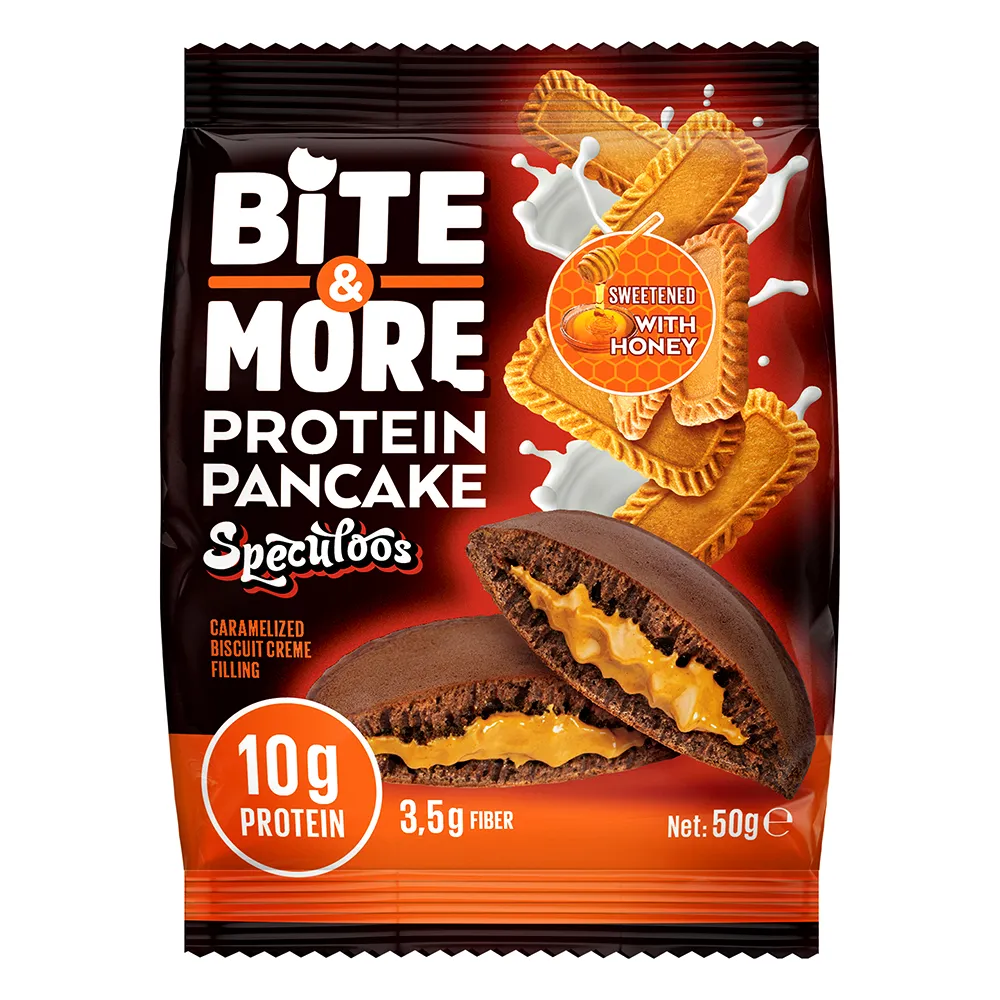 BiTE
&
MORE
PROTEIN
PANCAKE
Speculoos
CARAMELIZED
BISCUIT CREME
FILLING
SWEETENED
WITH
HONEY
10g
PROTEIN
3,5g FIBER
Net: 50g ℮